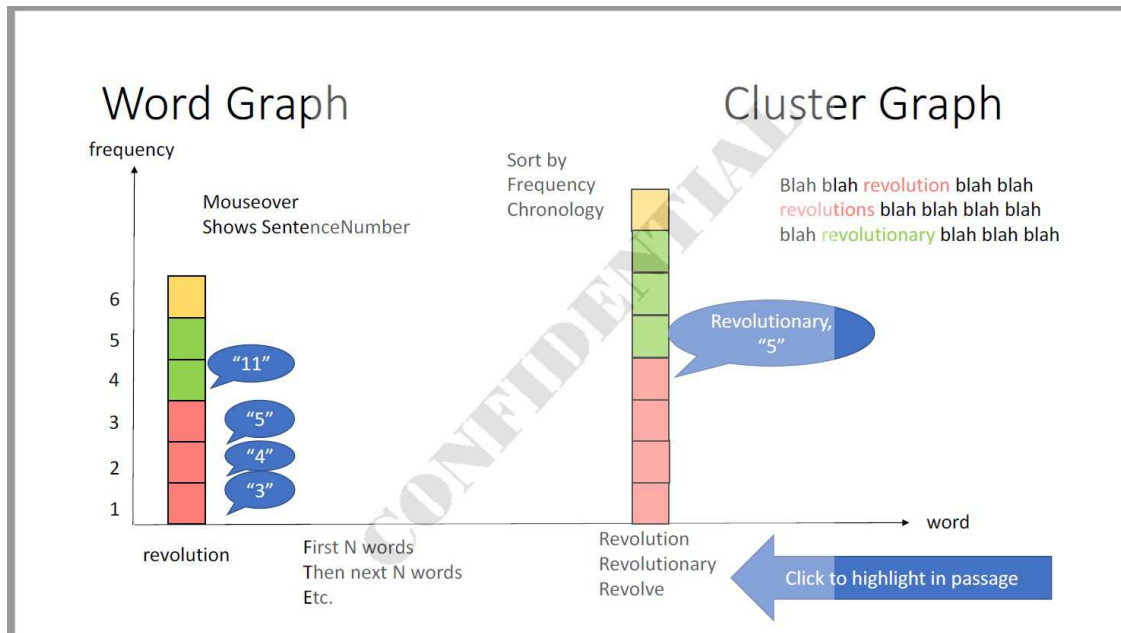 Word Graph
Cluster Graph
frequency
Mouseover
Shows SentenceNumber
Sort by
Frequency
Chronology
Blah blah revolution blah blah
revolutions blah blah blah blah
blah revolutionary blah blah blah
6
5
4
3
2
1
“11”
“5”
“4”
“3”
Revolutionary,
“5”
CONFIDENTIAL
word
revolution
First N words
Then next N words
Etc.
Revolution
Revolutionary
Revolve
Click to highlight in passage